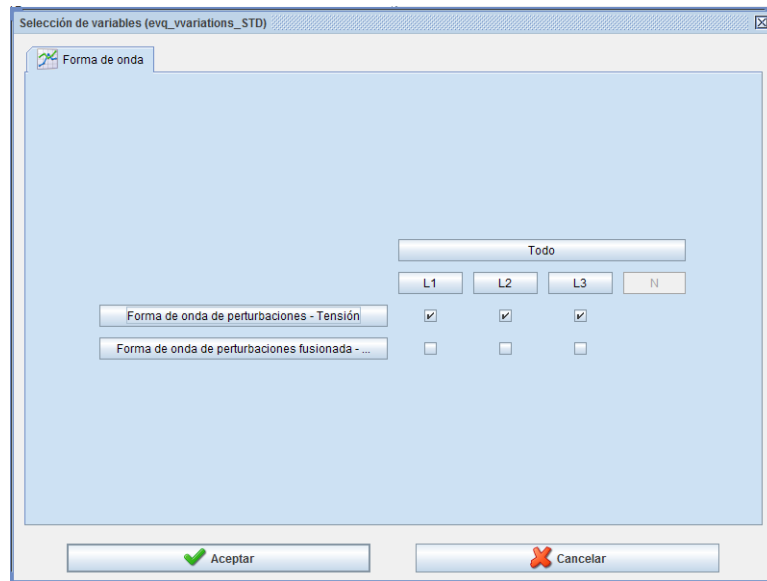 Selección de variables (evq_vvariations_STD)
Forma de onda
Todo
L1 L2 L3 N
Forma de onda de perturbaciones - Tensión
Forma de onda de perturbaciones fusionada - ...
Aceptar Cancelar